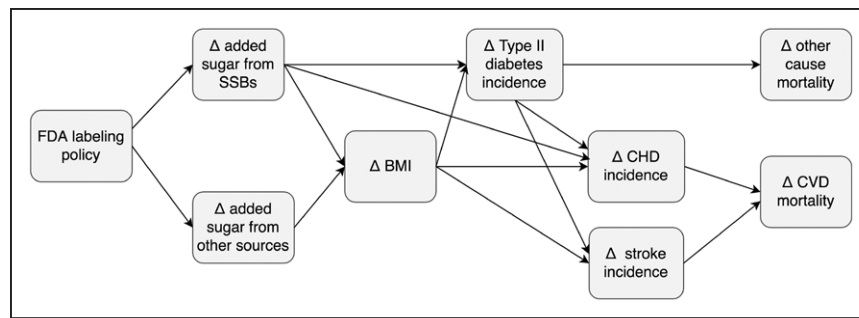 Δ added
sugar from
SSBs
Δ Type II
diabetes
incidence
Δ other
cause
mortality
FDA labeling
policy
Δ BMI
Δ CHD
incidence
Δ CVD
mortality
Δ added
sugar from
other sources
Δ stroke
incidence